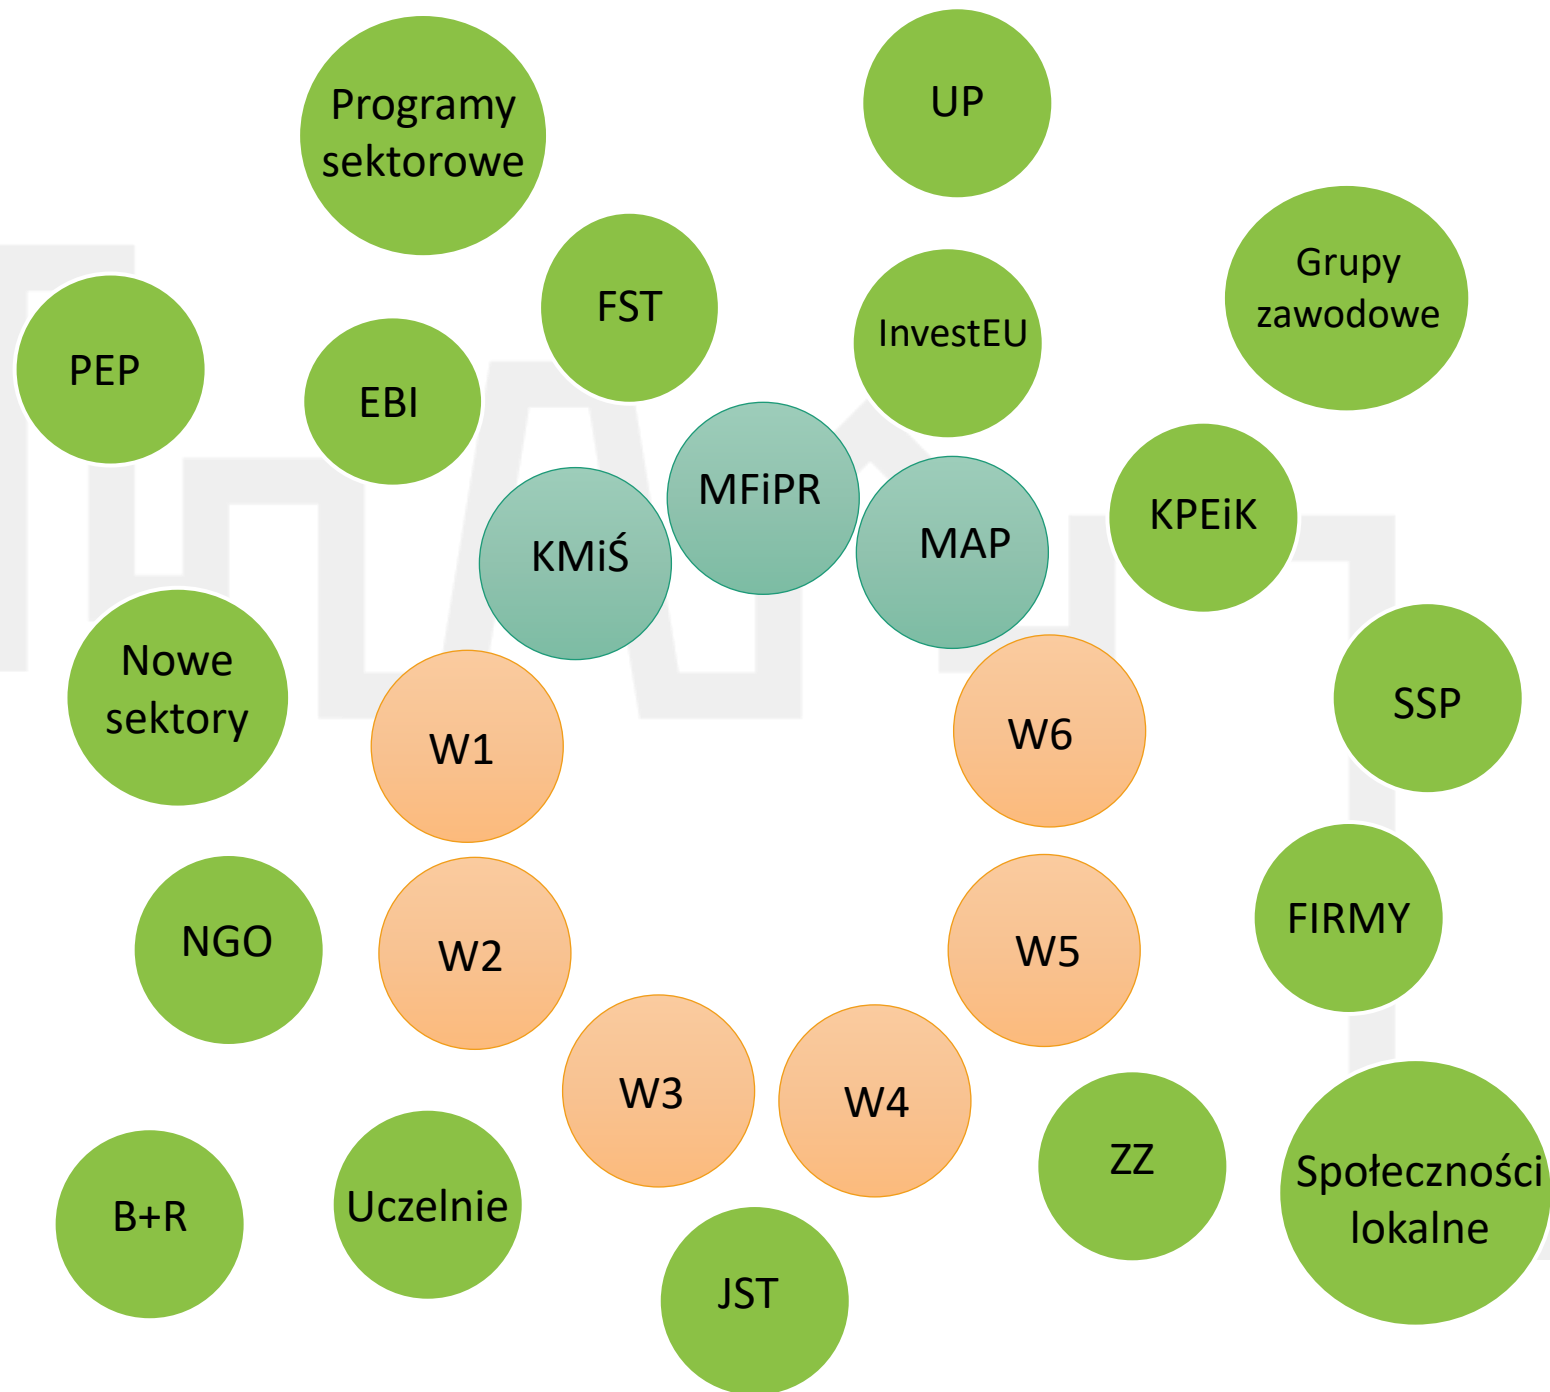 Programy
sektorowe
UP
Grupy
zawodowe
FST
InvestEU
PEP
EBI
MFiPR
KPEiK
KMiŚ
MAP
Nowe
sektory
SSP
W1
W6
FIRMY
NGO
W2
W5
W3
W4
ZZ
Społeczności
lokalne
B+R
Uczelnie
JST